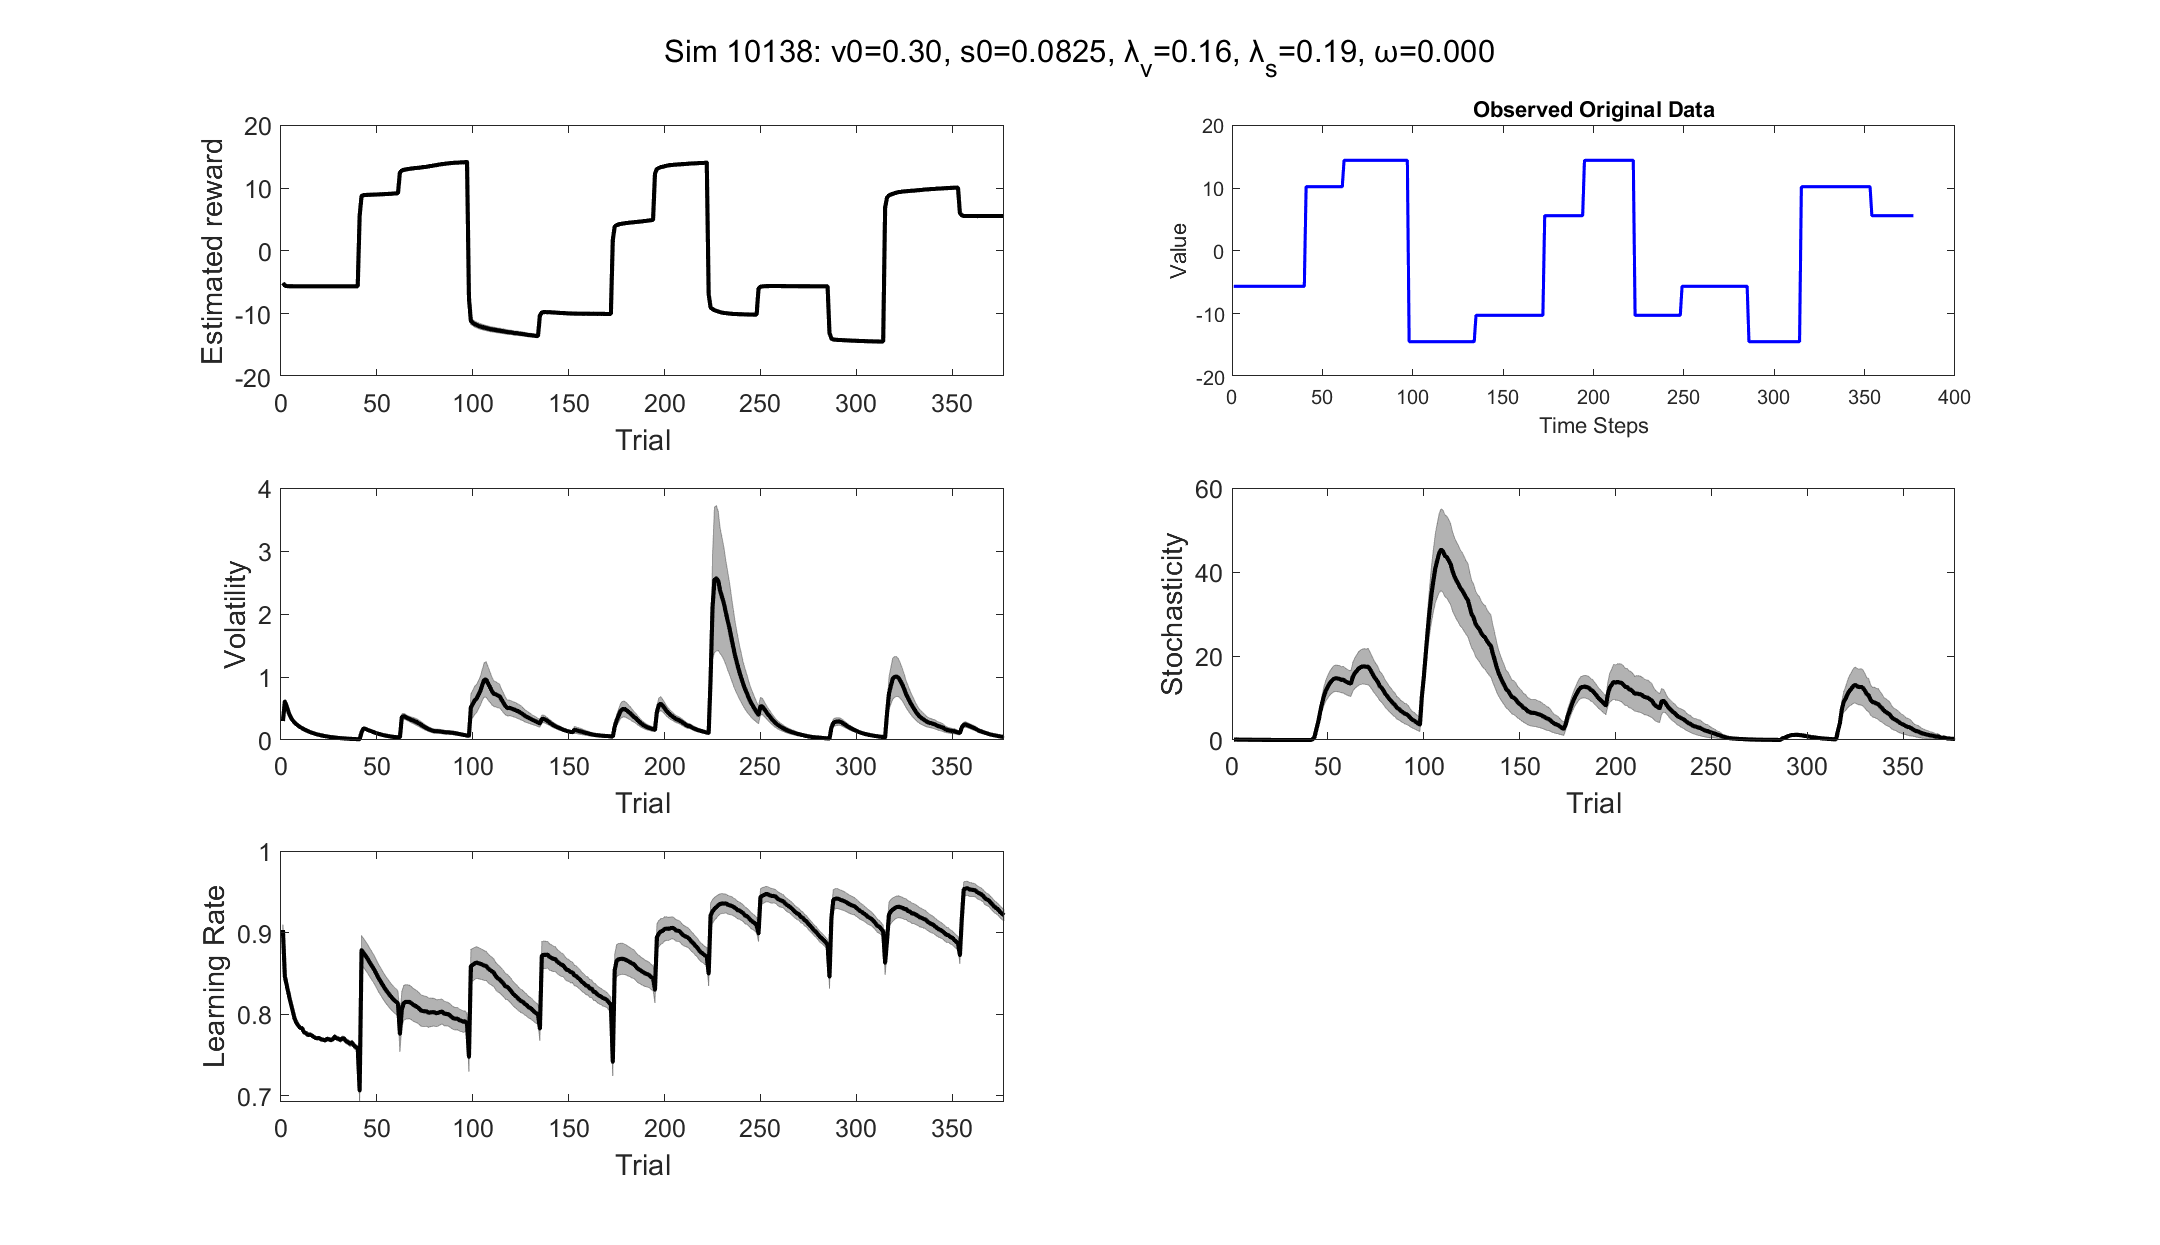 Sim 10138: v0=0.30, s0=0.0825, λ_v=0.16, λ_s=0.19, ω=0.000
Estimated reward
20
10
0
-10
-20
0 50 100 150 200 250 300 350
Trial
Observed Original Data
Value
20
10
0
-10
-20
0 50 100 150 200 250 300 350 400
Time Steps
Volatility
4
3
2
1
0
0 50 100 150 200 250 300 350
Trial
Stochasticity
60
40
20
0
0 50 100 150 200 250 300 350
Trial
Learning Rate
1
0.9
0.8
0.7
0 50 100 150 200 250 300 350
Trial